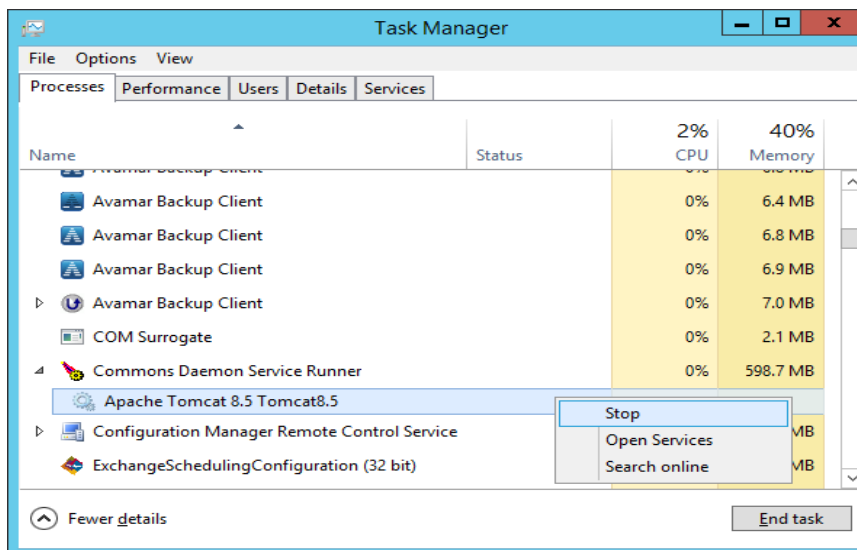 Task Manager
File Options View
Processes Performance Users Details Services
2% 40%
Name Status CPU Memory
Avamar Backup Client 0% 6.4 MB
Avamar Backup Client 0% 6.8 MB
Avamar Backup Client 0% 6.9 MB
Avamar Backup Client 0% 7.0 MB
COM Surrogate 0% 2.1 MB
Commons Daemon Service Runner 0% 598.7 MB
Apache Tomcat 8.5 Tomcat8.5
Stop
Configuration Manager Remote Control Service Open Services MB
ExchangeSchedulingConfiguration (32 bit) Search online MB
Fewer details End task